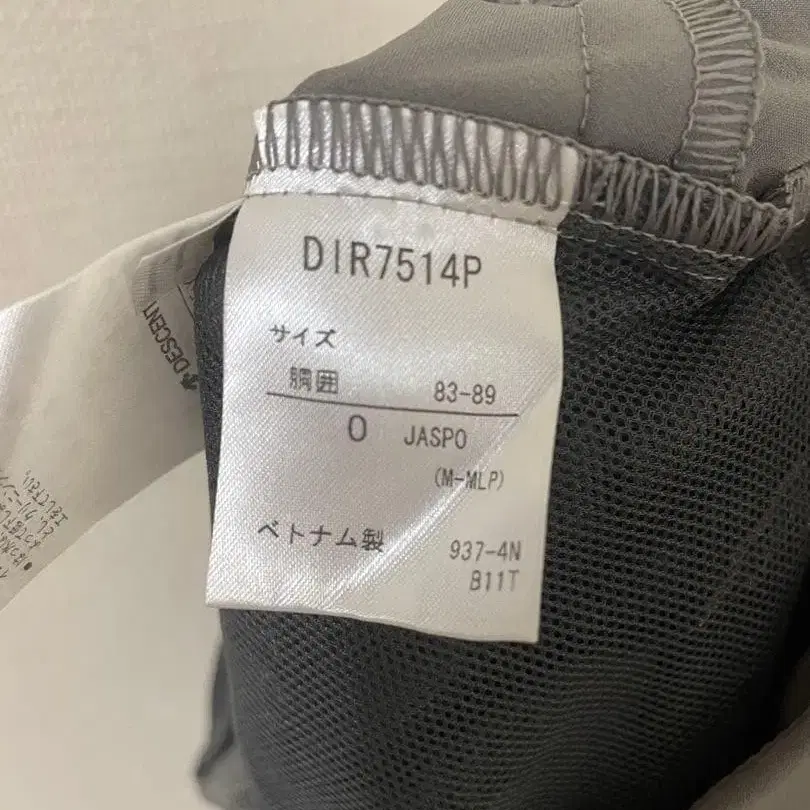 DIR7514P
サイズ
胴囲 83-89
O JASPO
(M-MLP)
ベトナム製 937-4N
B11T
DESCENT